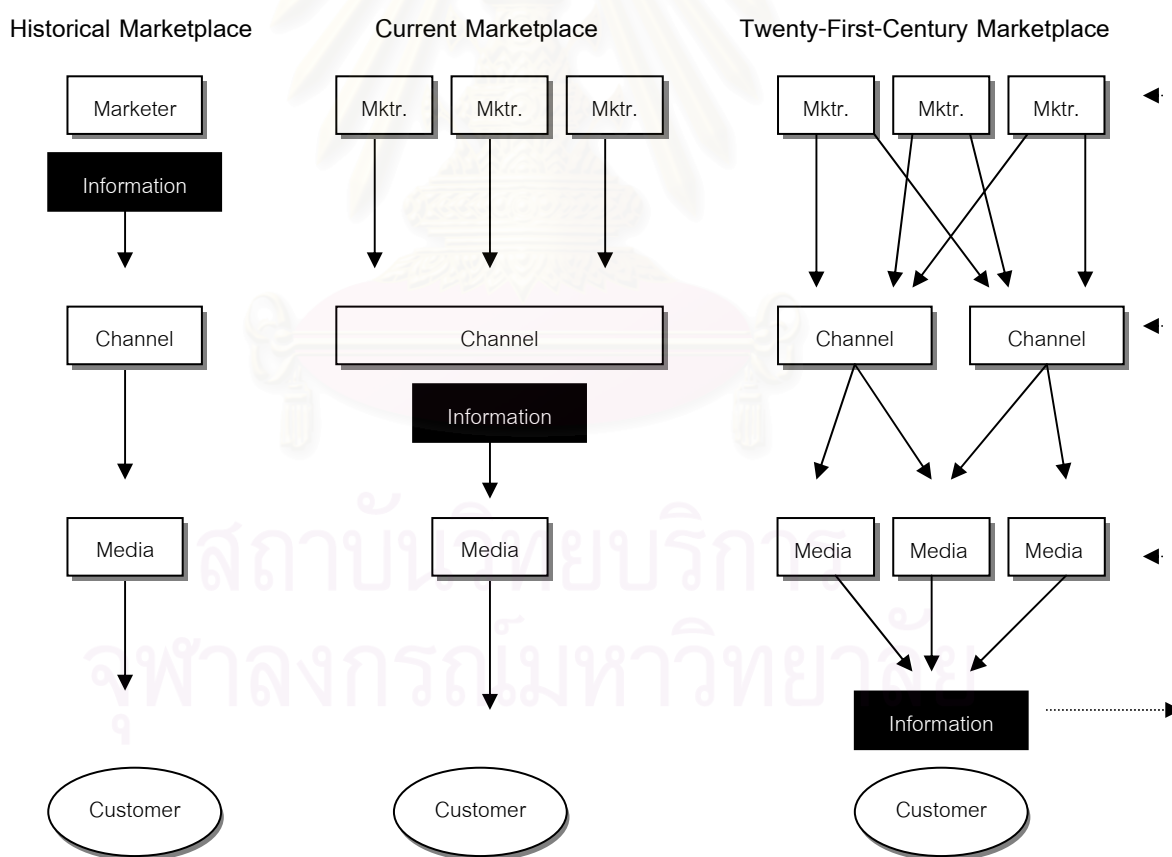 Historical Marketplace
Current Marketplace
Twenty-First-Century Marketplace
Marketer
Mktr.
Mktr.
Mktr.
Mktr.
Mktr.
Mktr.
Information
Channel
Channel
Channel
Channel
Information
Media
Media
Media
Media
Media
สถาบันวิทยบริการ
จุฬาลงกรณ์มหาวิทยาลัย
Information
Customer
Customer
Customer